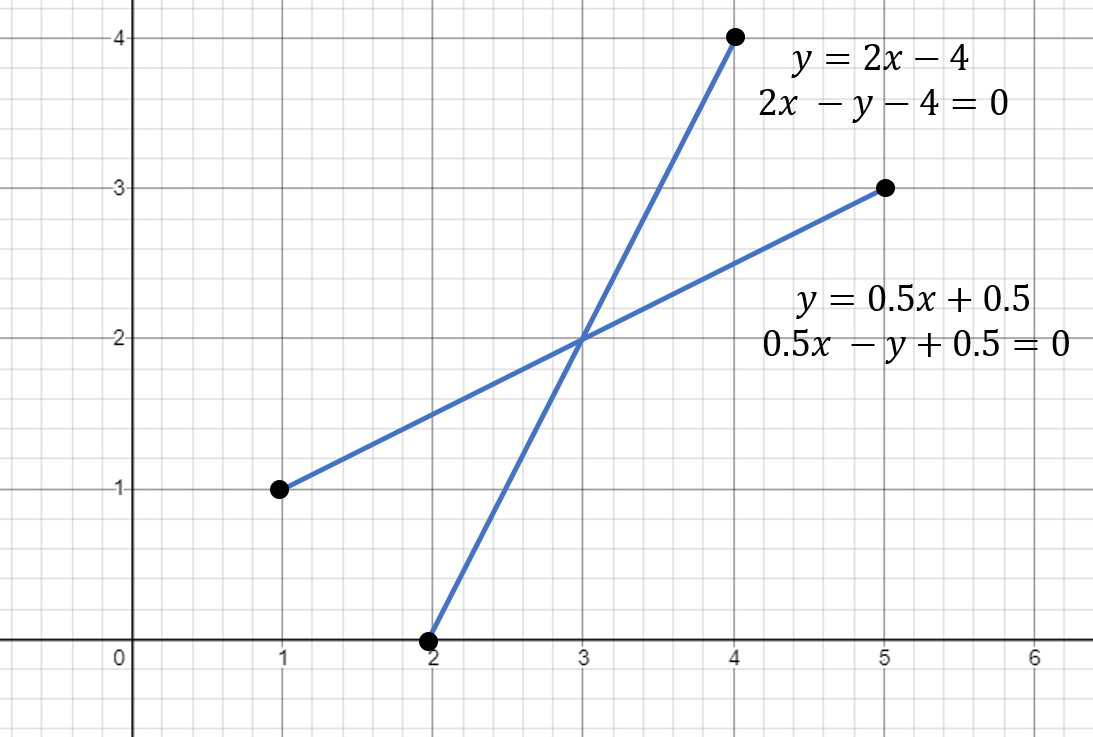 4
y = 2x − 4
2x − y − 4 = 0
3
y = 0.5x + 0.5
2
0.5x − y + 0.5 = 0
1
0 1 2 3 4 5 6